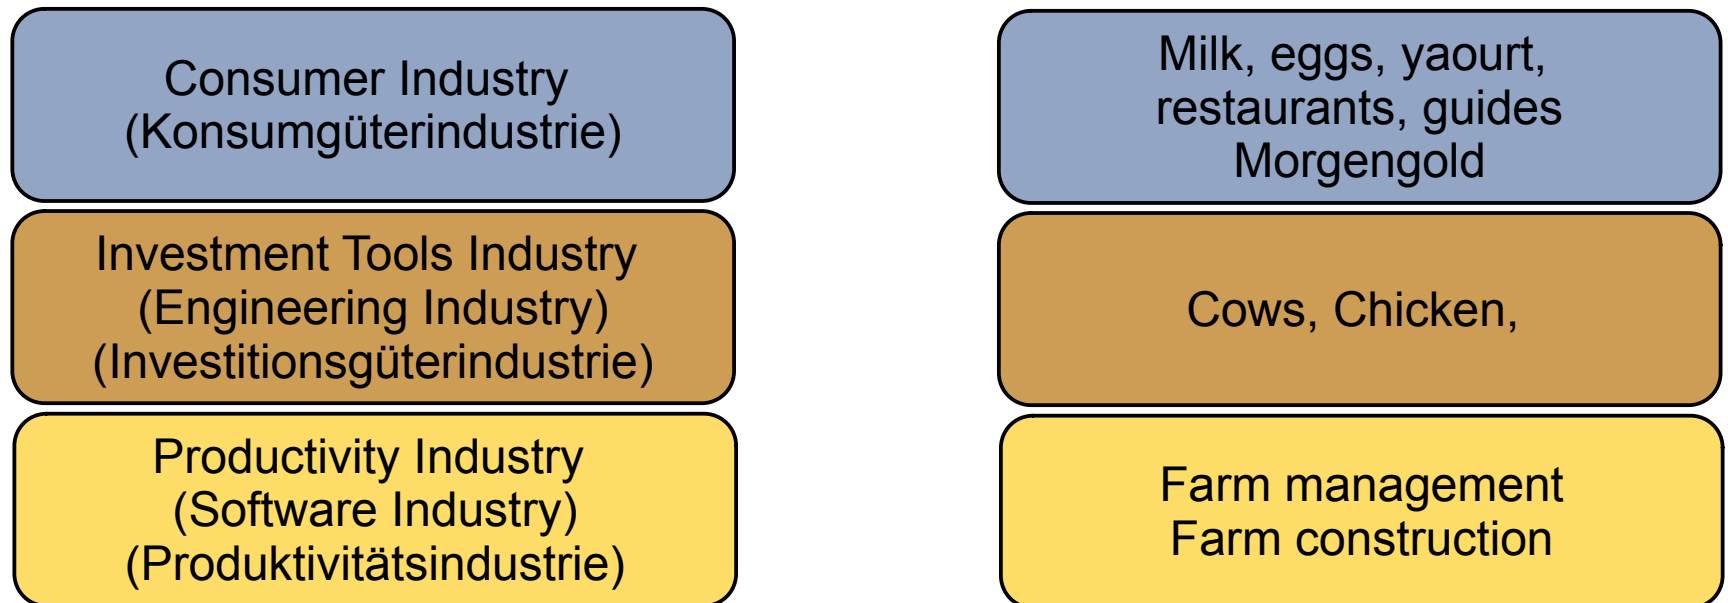 Consumer Industry
(Konsumgüterindustrie)
Investment Tools Industry
(Engineering Industry)
(Investitionsgüterindustrie)
Productivity Industry
(Software Industry)
(Produktivitätsindustrie)
Milk, eggs, yaourt,
restaurants, guides
Morgengold
Cows, Chicken,
Farm management
Farm construction